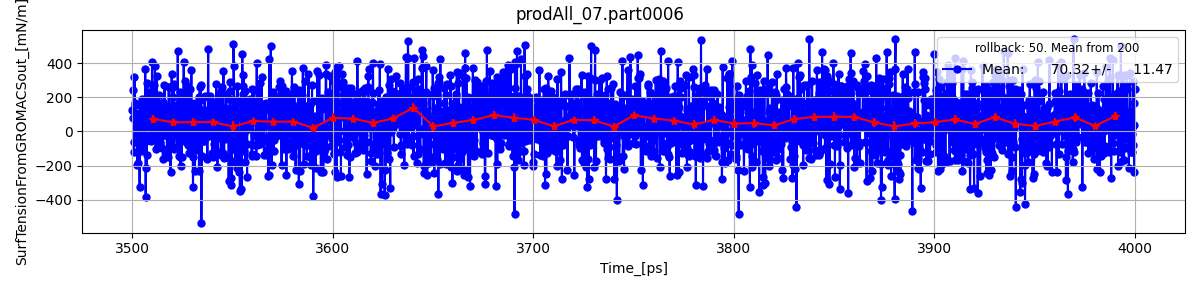 prodAll_07.part0006
SurfTensionFromGROMACSout_[mN/m]
400
200
0
−200
−400
rollback: 50. Mean from 200
Mean: 70.32+/- 11.47
3500
3600
3700
3800
3900
4000
Time_[ps]